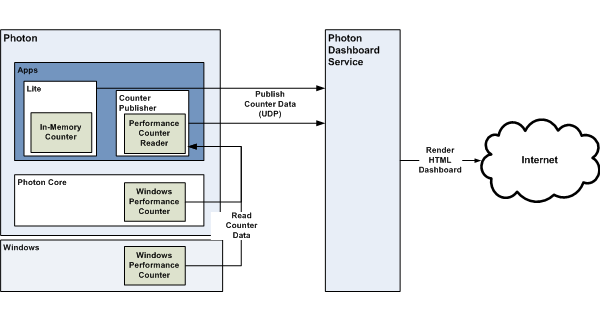 Photon
Apps
Lite
In-Memory
Counter
Counter
Publisher
Performance
Counter
Reader
Photon Core
Windows
Performance
Counter
Windows
Windows
Performance
Counter
Read
Counter
Data
Publish
Counter Data
(UDP)
Photon
Dashboard
Service
Render
HTML
Dashboard
Internet